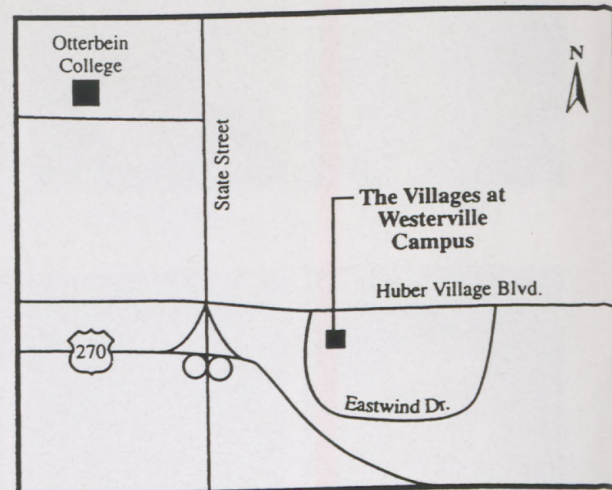 Otterbein
College
N
State Street
The Villages at
Westerville
Campus
Huber Village Blvd.
270
Eastwind Dr.